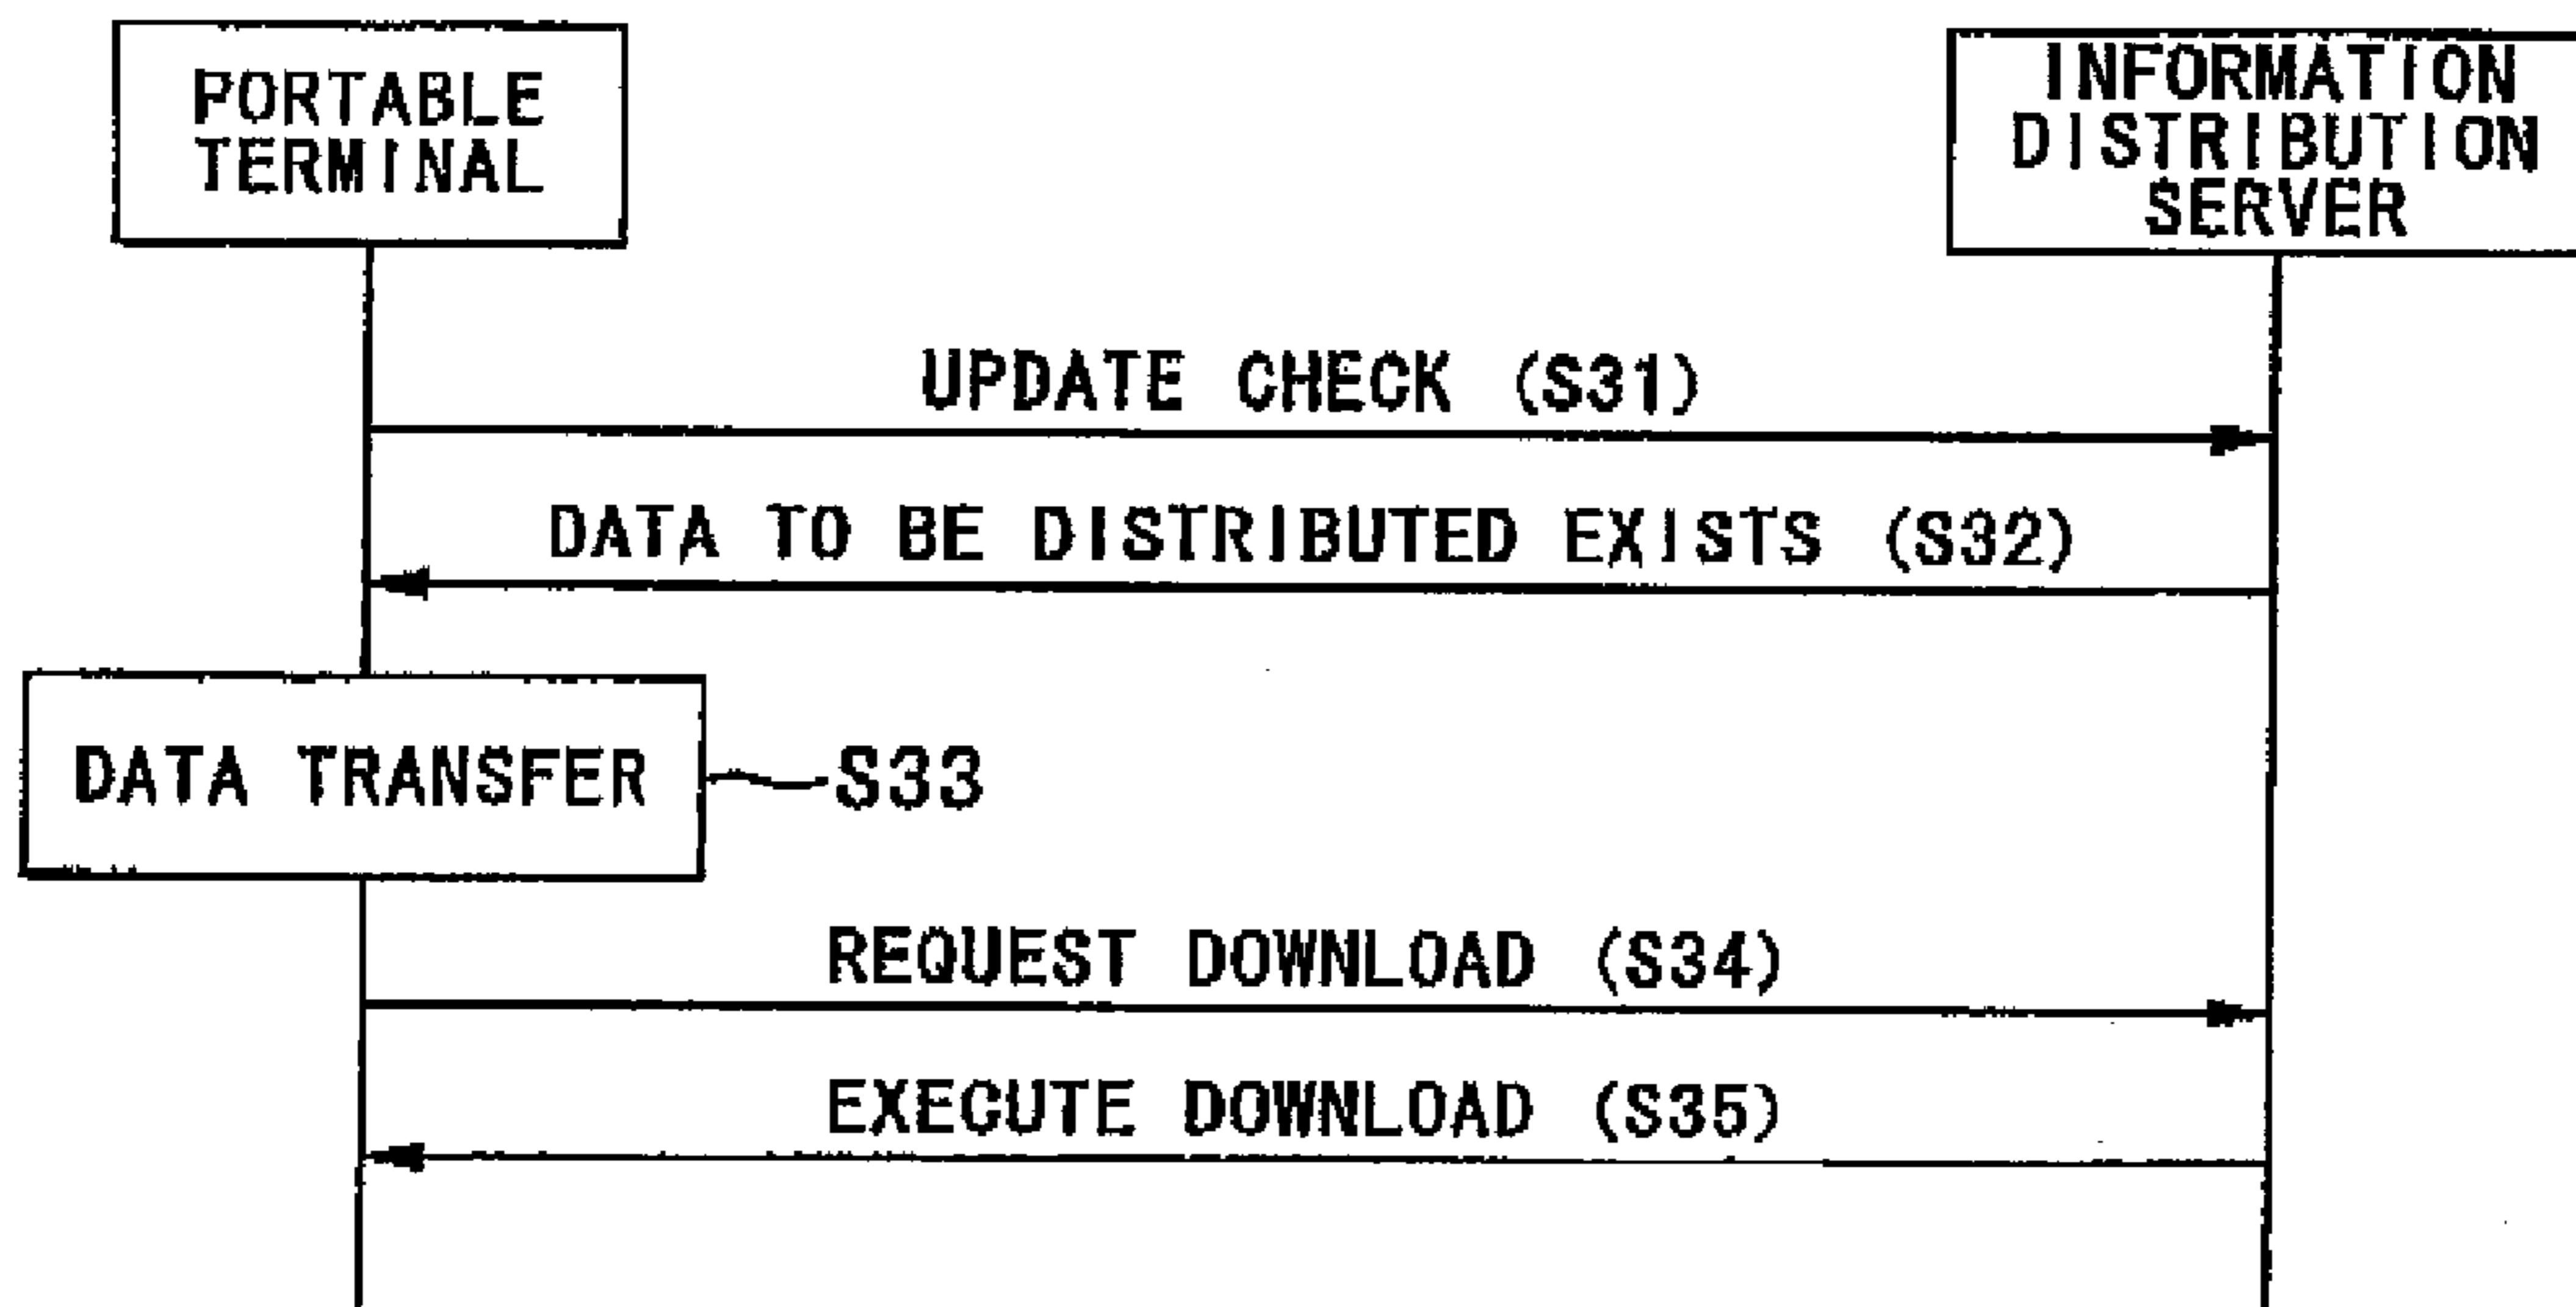 PORTABLE
TERMINAL
INFORMATION
DISTRIBUTION
SERVER
UPDATE CHECK (S31)
DATA TO BE DISTRIBUTED EXISTS (S32)
DATA TRANSFER
S33
REQUEST DOWNLOAD (S34)
EXECUTE DOWNLOAD (S35)